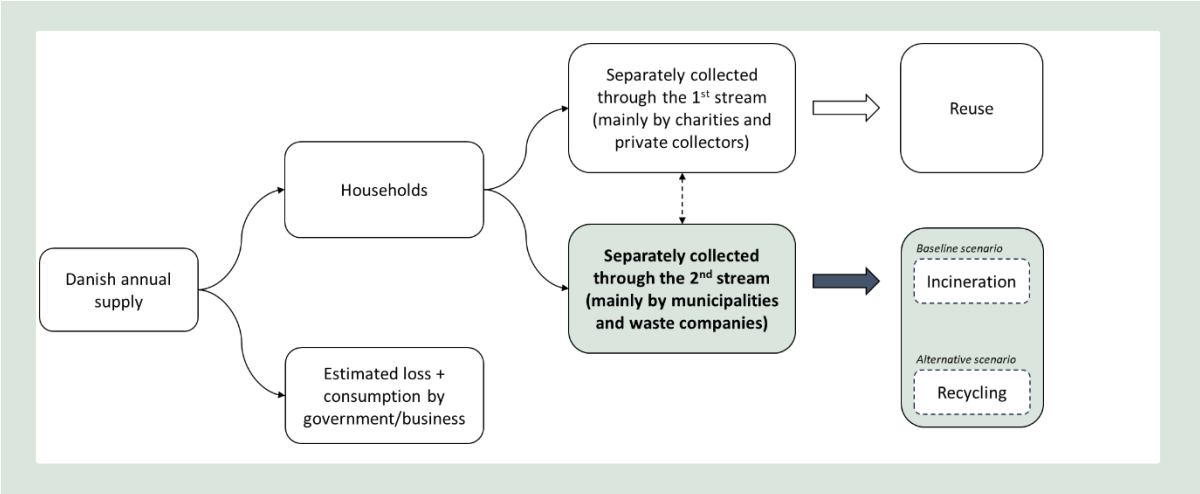 Danish annual
supply
Households
Estimated loss +
consumption by
government/business
Separately collected
through the 1st stream
(mainly by charities and
private collectors)
Reuse
Separately collected
through the 2nd stream
(mainly by municipalities
and waste companies)
Baseline scenario
Incineration
Alternative scenario
Recycling